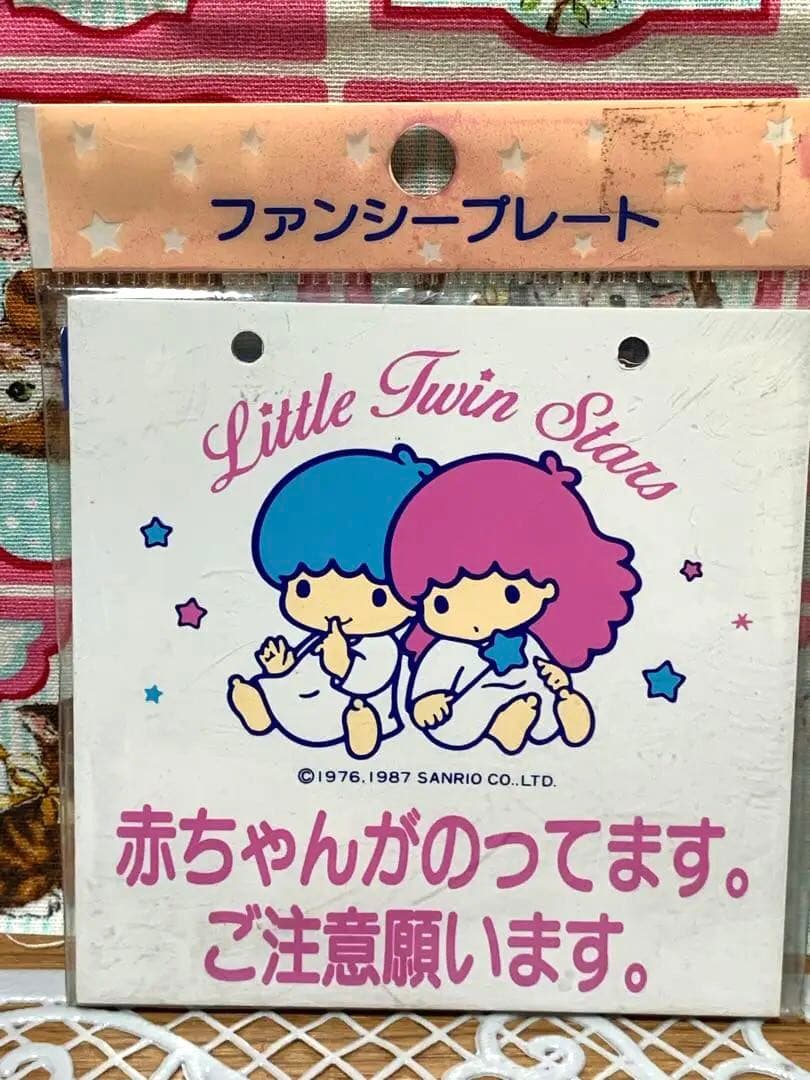 ファンシープレート
Little Twin Stars
©1976,1987 SANRIO CO.,LTD.
赤ちゃんがのってます。
ご注意願います。